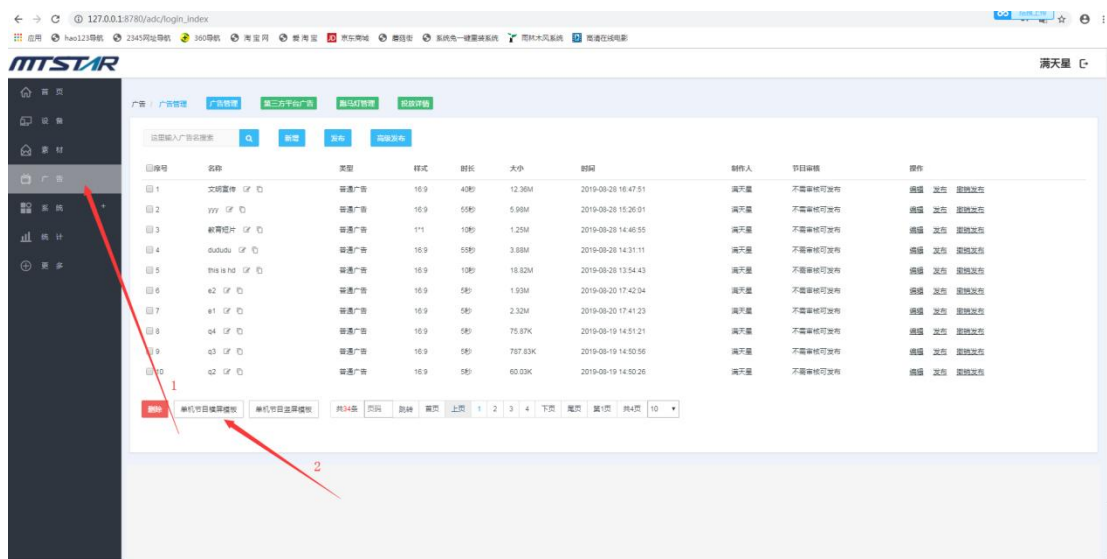 127.0.0.1:8780/adc/login_index
应用 hao123导航 2345网址导航 360导航 淘宝网 爱淘宝 JD 京东商城 蘑菇街 系统兔一键重装系统 雨林木风系统 高清在线电影
MTSTAR 满天星
首页
设备
素材
广告
系统 +
统计
更多
广告 / 广告管理 广告管理 第三方平台广告 跑马灯管理 投放详情
这里输入广告名搜索 新增 发布 高级发布
序号 名称 类型 样式 时长 大小 时间 制作人 节目审核 操作
1 文明宣传 普通广告 16:9 40秒 12.36M 2019-08-28 16:47:51 满天星 不需审核可发布 编辑 发布 撤销发布
2 yyy 普通广告 16:9 55秒 5.98M 2019-08-28 15:26:01 满天星 不需审核可发布 编辑 发布 撤销发布
3 教育短片 普通广告 1*1 10秒 1.25M 2019-08-28 14:46:55 满天星 不需审核可发布 编辑 发布 撤销发布
4 dududu 普通广告 16:9 55秒 3.88M 2019-08-28 14:31:11 满天星 不需审核可发布 编辑 发布 撤销发布
5 this is hd 普通广告 16:9 10秒 18.82M 2019-08-28 13:54:43 满天星 不需审核可发布 编辑 发布 撤销发布
6 e2 普通广告 16:9 5秒 1.93M 2019-08-20 17:42:04 满天星 不需审核可发布 编辑 发布 撤销发布
7 e1 普通广告 16:9 5秒 2.32M 2019-08-20 17:41:23 满天星 不需审核可发布 编辑 发布 撤销发布
8 q4 普通广告 16:9 5秒 75.87K 2019-08-19 14:51:21 满天星 不需审核可发布 编辑 发布 撤销发布
9 q3 普通广告 16:9 5秒 787.83K 2019-08-19 14:50:56 满天星 不需审核可发布 编辑 发布 撤销发布
10 q2 普通广告 16:9 5秒 60.03K 2019-08-19 14:50:26 满天星 不需审核可发布 编辑 发布 撤销发布
1
删除 单机节目横屏模板 单机节目竖屏模板 共34条 页码 跳转 首页 上页 1 2 3 4 下页 尾页 第1页 共4页 10
2